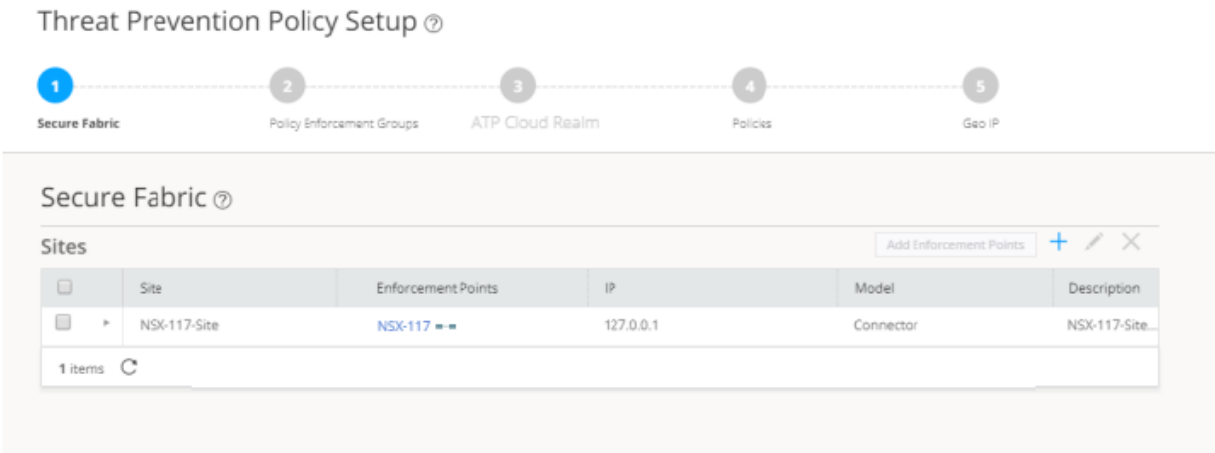 Threat Prevention Policy Setup ?
1 2 3 4 5
Secure Fabric Policy Enforcement Groups ATP Cloud Realm Policies Geo IP
Secure Fabric ?
Sites Add Enforcement Points
Site Enforcement Points IP Model Description
NSX-117-Site NSX-117 127.0.0.1 Connector NSX-117-Site...
1 items